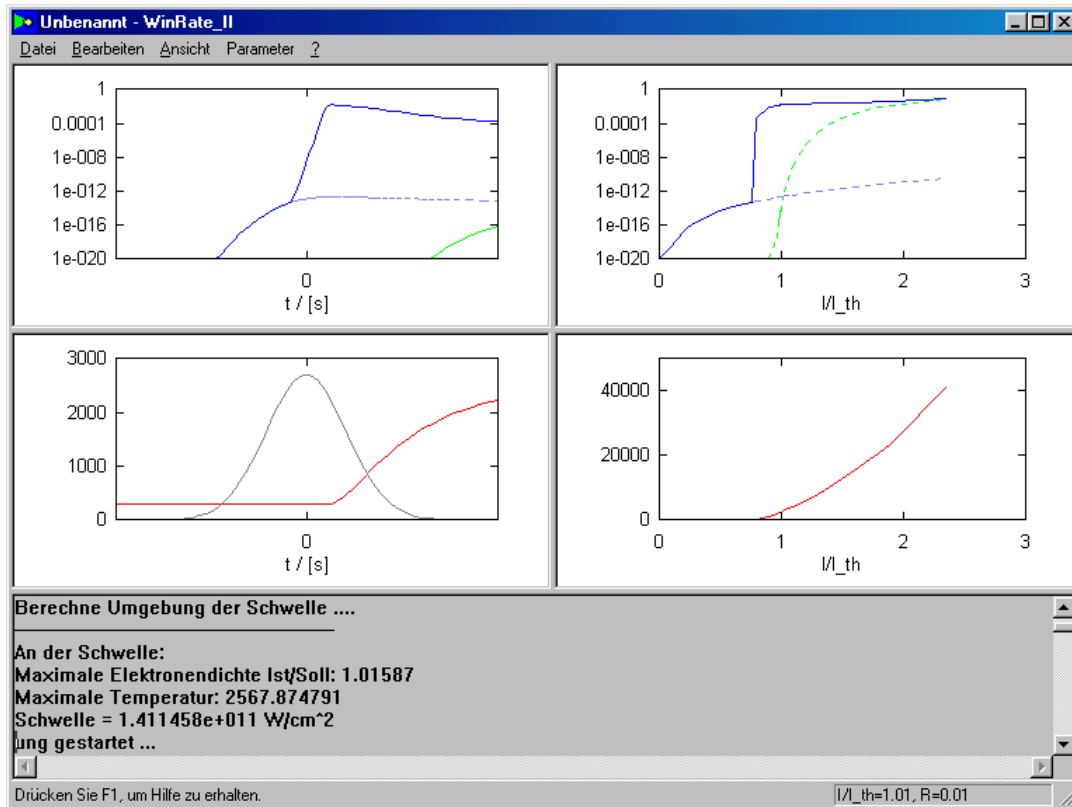 Unbenannt - WinRate_II
Datei Bearbeiten Ansicht Parameter ?
1
0.0001
1e-008
1e-012
1e-016
1e-020
0
t / [s]
1
0.0001
1e-008
1e-012
1e-016
1e-020
0 1 2 3
I/I_th
3000
2000
1000
0
0
t / [s]
40000
20000
0
0 1 2 3
I/I_th
Berechne Umgebung der Schwelle ....
An der Schwelle:
Maximale Elektronendichte Ist/Soll: 1.01587
Maximale Temperatur: 2567.874791
Schwelle = 1.411458e+011 W/cm^2
ung gestartet ...
Drücken Sie F1, um Hilfe zu erhalten.
I/I_th=1.01, R=0.01